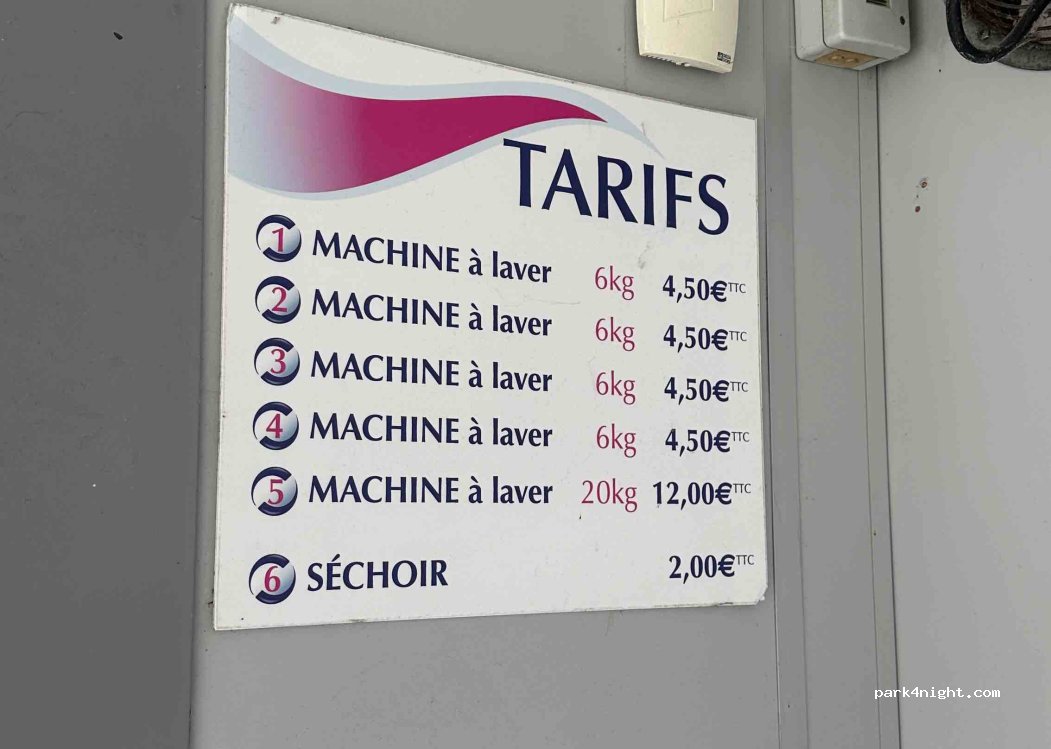 TARIFS
1 MACHINE à laver 6kg 4,50€TTC
2 MACHINE à laver 6kg 4,50€TTC
3 MACHINE à laver 6kg 4,50€TTC
4 MACHINE à laver 6kg 4,50€TTC
5 MACHINE à laver 20kg 12,00€TTC
6 SÉCHOIR 2,00€TTC
park4night.com